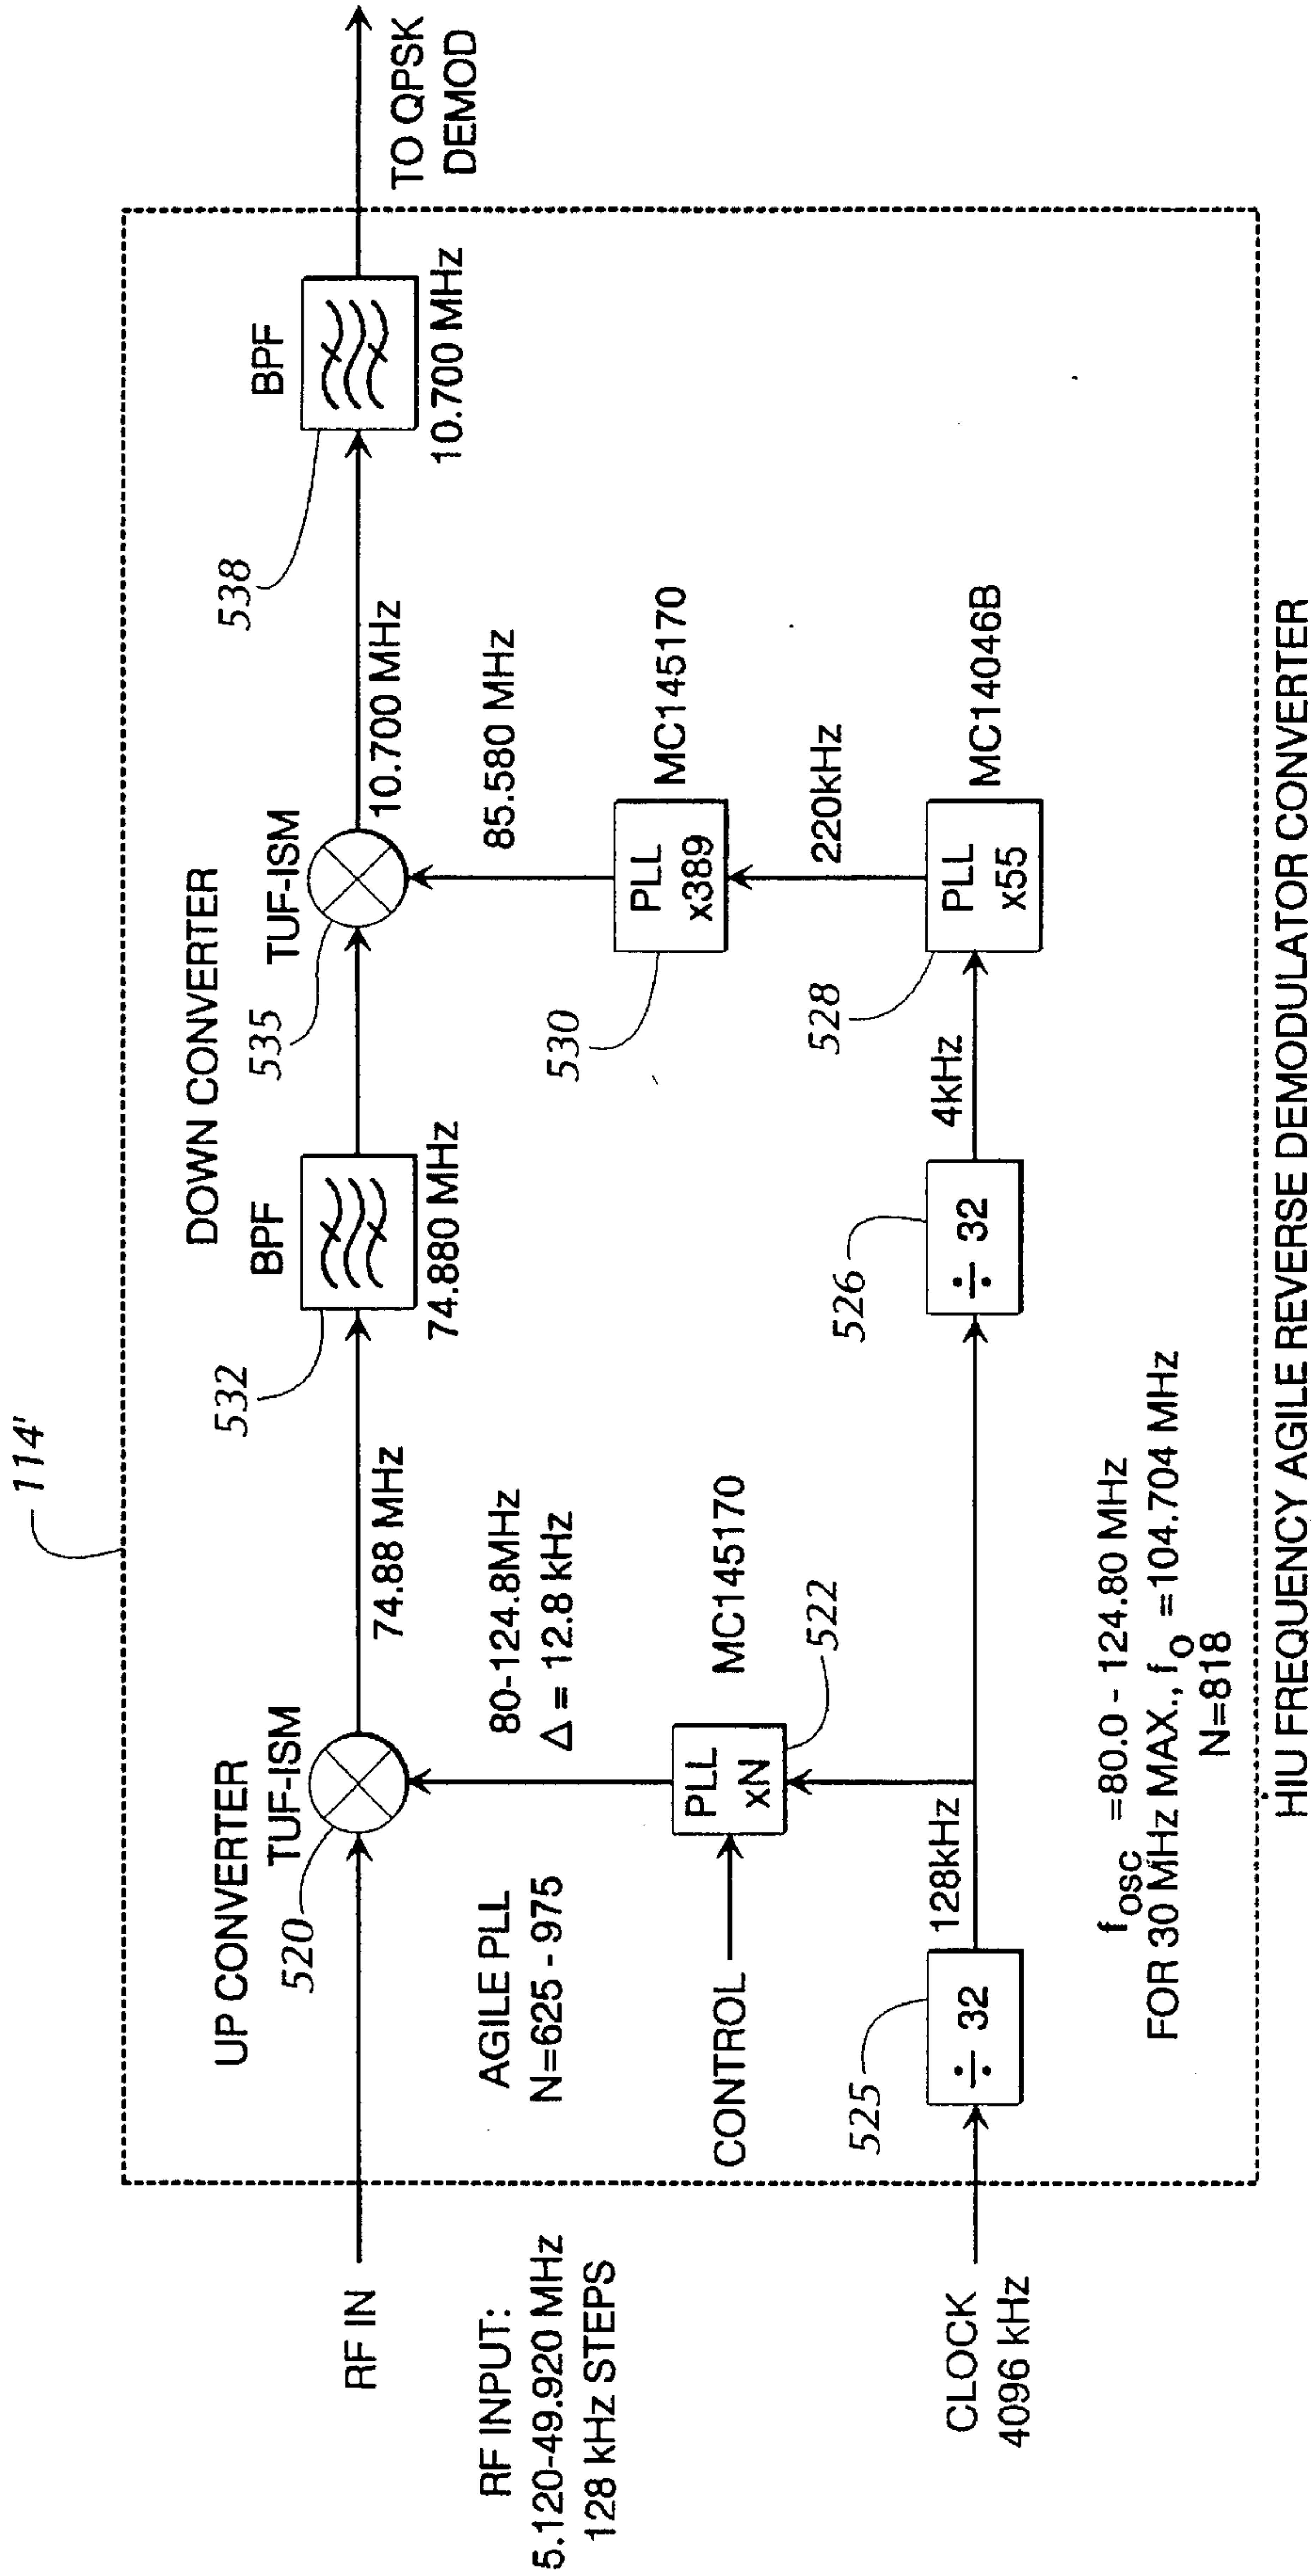 114'
UP CONVERTER
TUF-ISM
520
RF IN
74.88 MHz
532
BPF
74.880 MHz
DOWN CONVERTER
TUF-ISM
535
10.700 MHz
538
BPF
10.700 MHz
TO QPSK
DEMOD
RF INPUT:
5.120-49.920 MHz
128 kHz STEPS
AGILE PLL
N=625 - 975
80-124.8MHz
Δ = 12.8 kHz
85.580 MHz
CONTROL
PLL
xN
MC145170
522
530
PLL
x389
MC145170
220kHz
CLOCK
4096 kHz
525
÷ 32
128kHz
526
÷ 32
4kHz
528
PLL
x55
MC14046B
fOSC =80.0 - 124.80 MHz
FOR 30 MHz MAX., fO =104.704 MHz
N=818
HIU FREQUENCY AGILE REVERSE DEMODULATOR CONVERTER